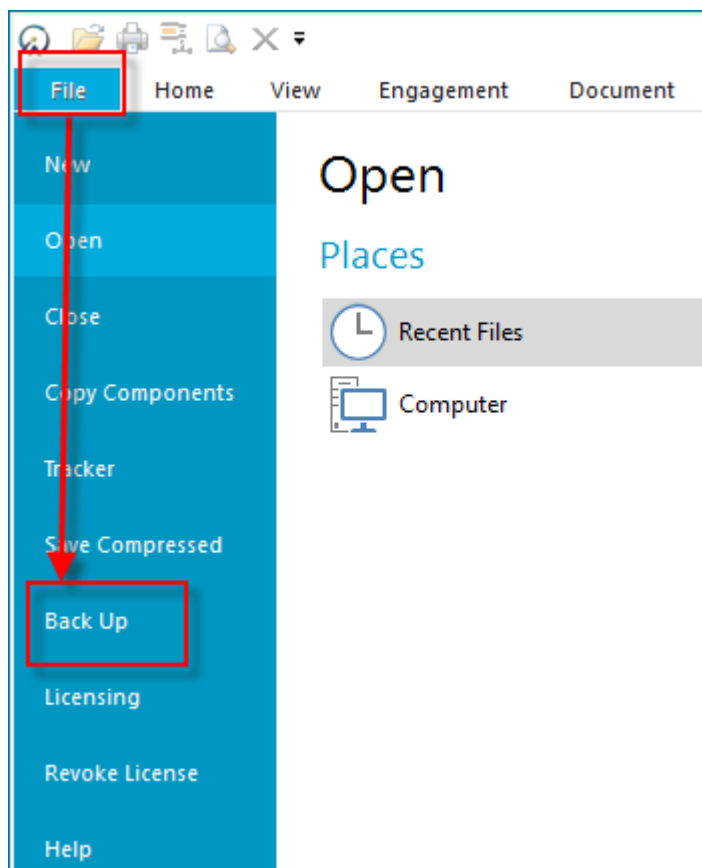 File Home View Engagement Document
New
Open
Close
Copy Components
Tracker
Save Compressed
Back Up
Licensing
Revoke License
Help
Open
Places
Recent Files
Computer